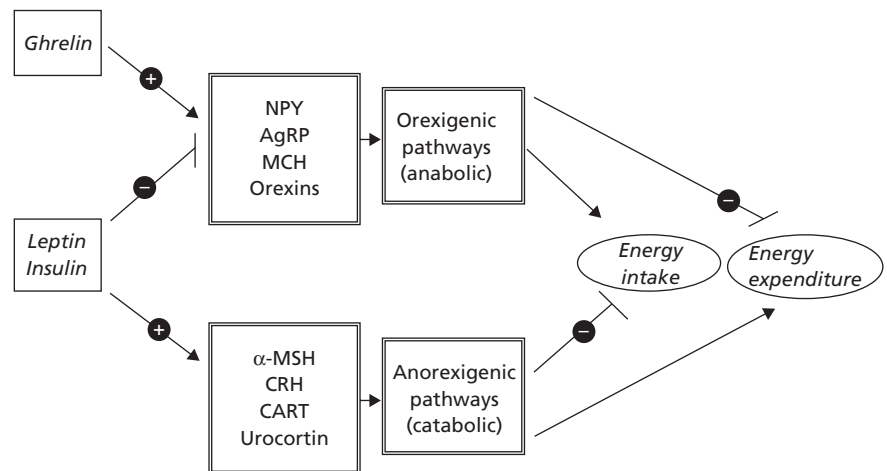 Ghrelin
+
NPY
AgRP
MCH
Orexins
Orexigenic
pathways
(anabolic)
−
−
Leptin
Insulin
Energy
intake
Energy
expenditure
+
−
α-MSH
CRH
CART
Urocortin
Anorexigenic
pathways
(catabolic)